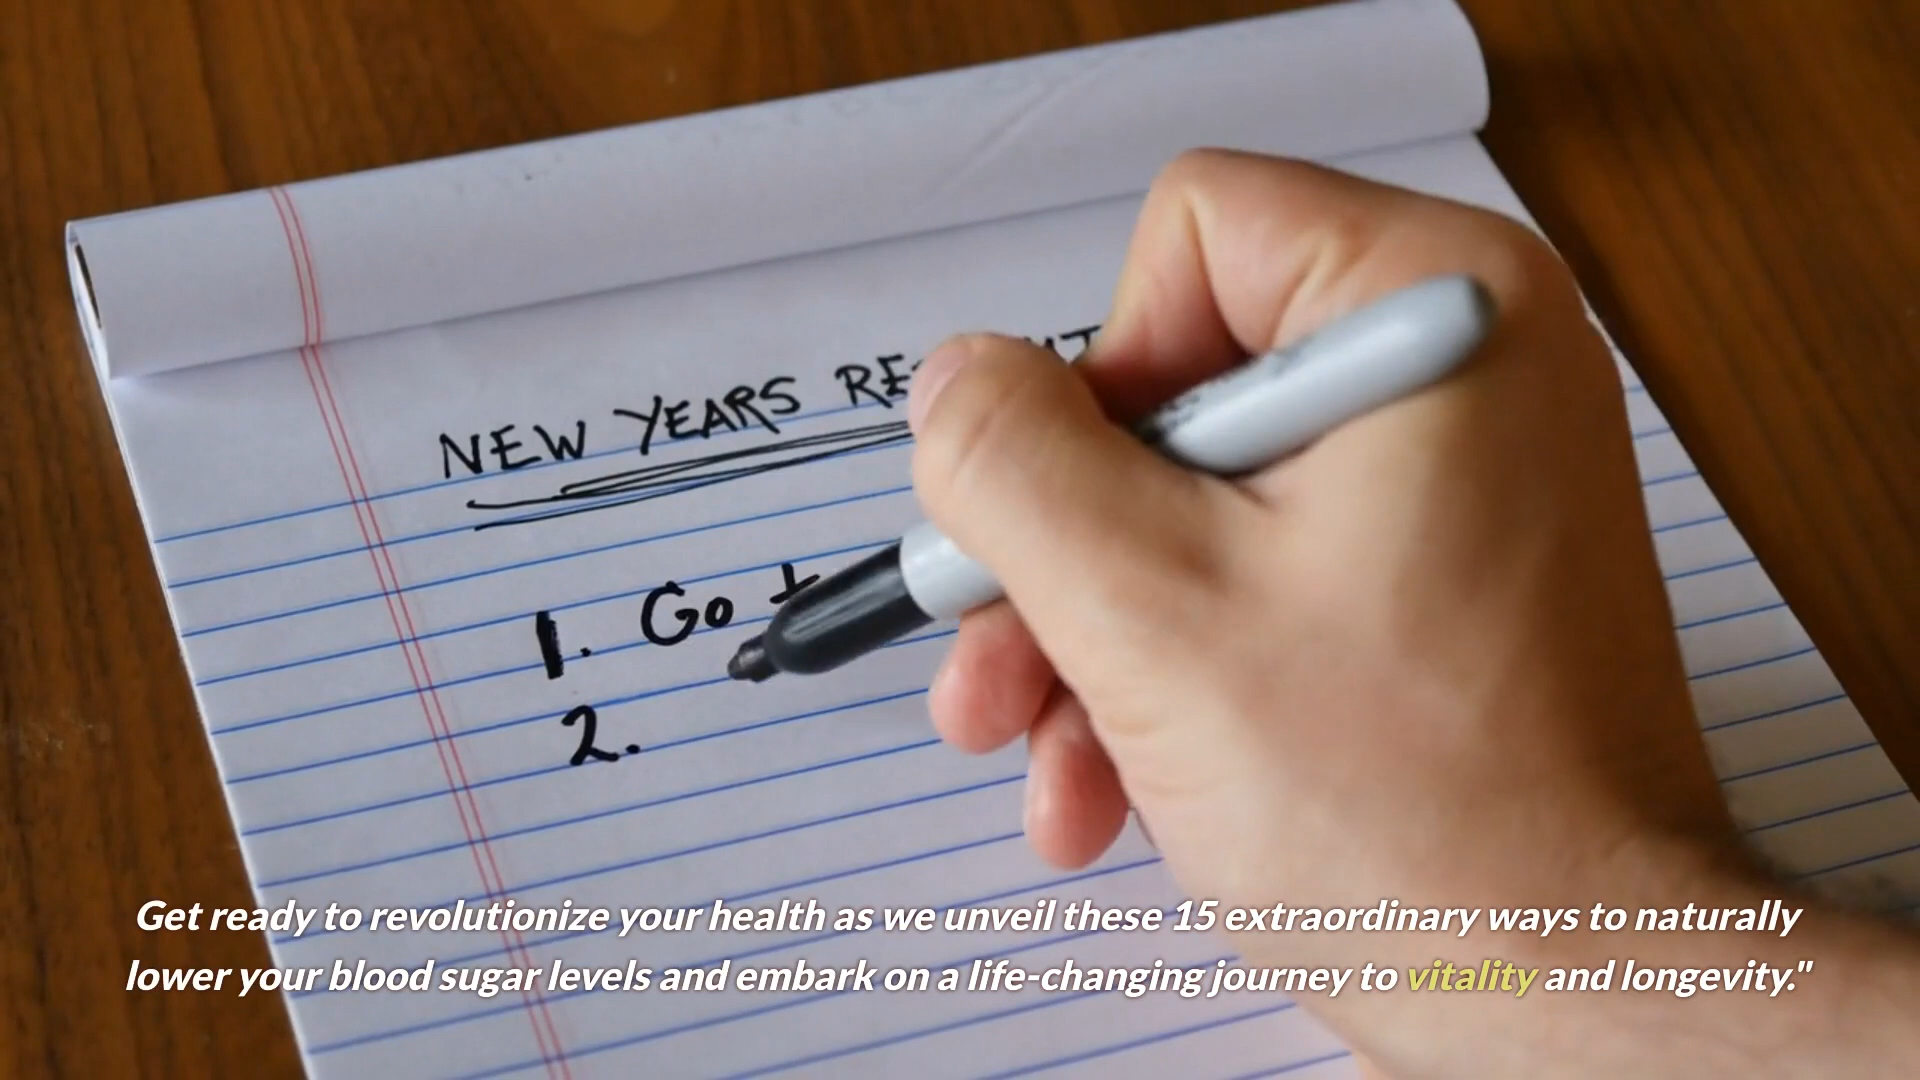 NEW YEARS
1. Go
2.
Get ready to revolutionize your health as we unveil these 15 extraordinary ways to naturally
lower your blood sugar levels and embark on a life-changing journey to vitality and longevity."